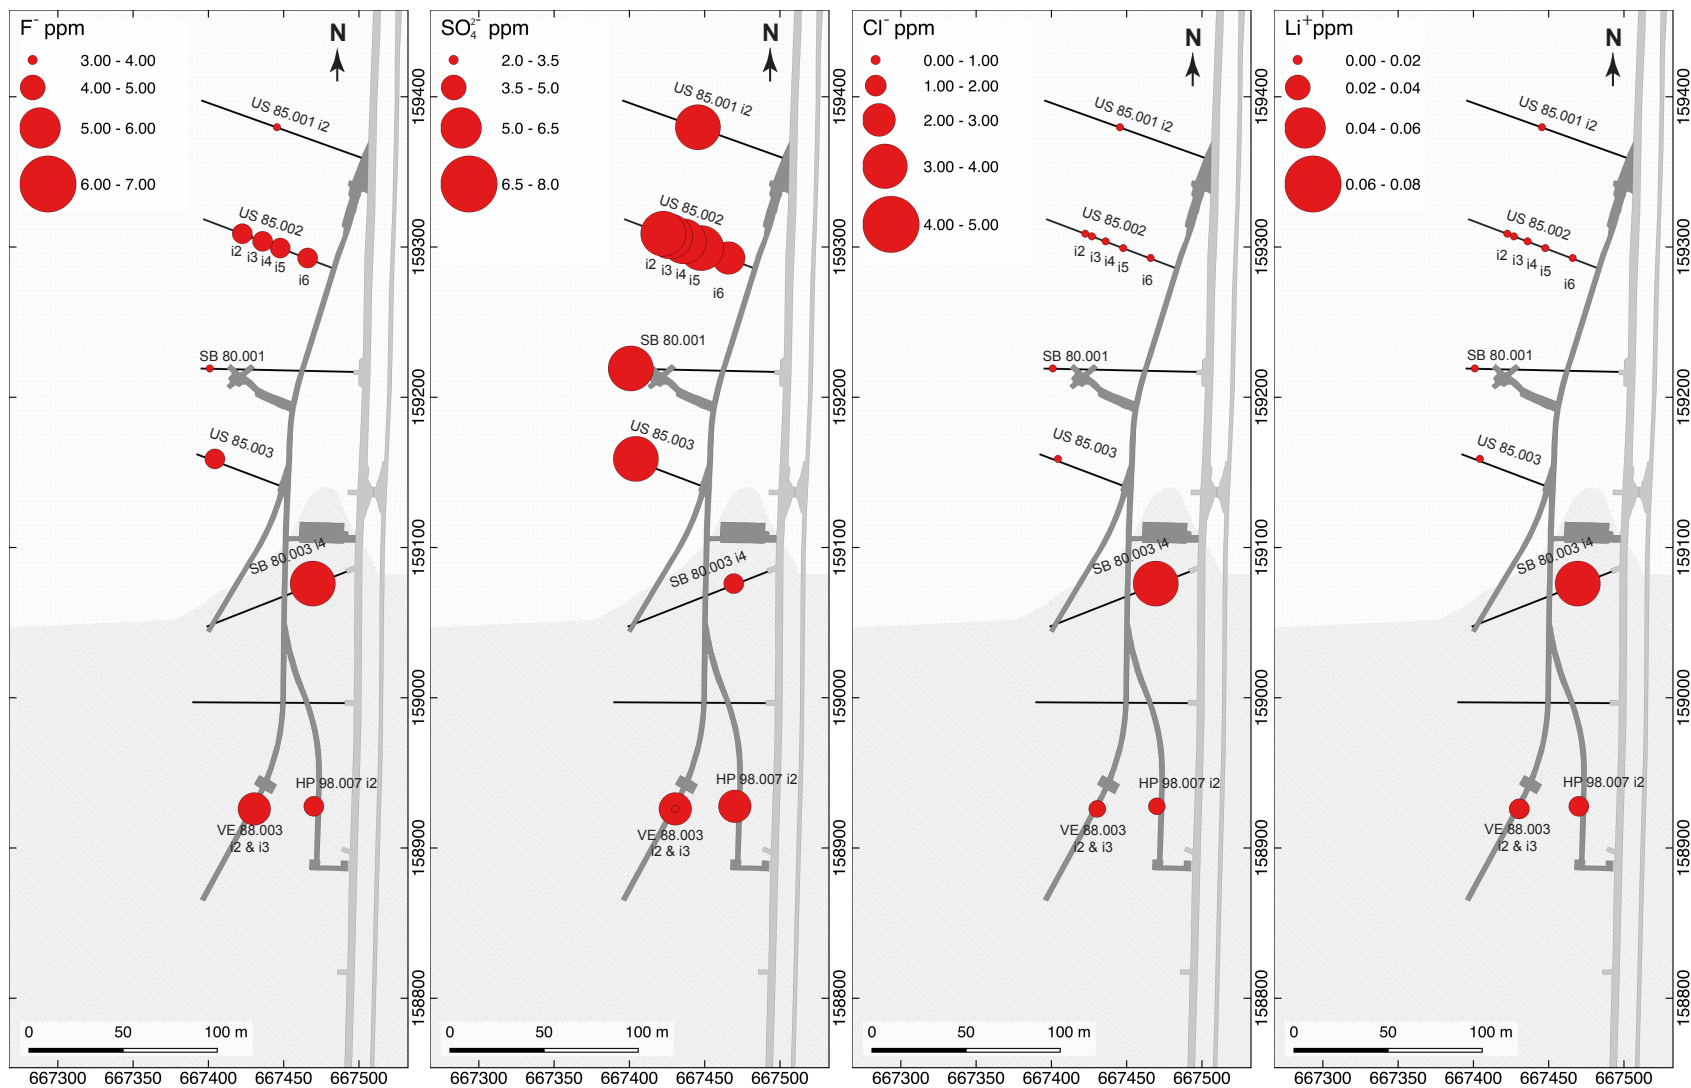 F⁻ ppm
N
3.00 - 4.00
4.00 - 5.00
5.00 - 6.00
6.00 - 7.00
US 85.001 i2
US 85.002
i2 i3 i4 i5
i6
SB 80.001
US 85.003
SB 80.003 i4
HP 98.007 i2
VE 88.003
i2 & i3
0 50 100 m
159400
159300
159200
159100
159000
158900
158800
667300 667350 667400 667450 667500
SO₄²⁻ ppm
N
2.0 - 3.5
3.5 - 5.0
5.0 - 6.5
6.5 - 8.0
US 85.001 i2
US 85.002
i2 i3 i4 i5
i6
SB 80.001
US 85.003
SB 80.003 i4
HP 98.007 i2
VE 88.003
i2 & i3
0 50 100 m
159400
159300
159200
159100
159000
158900
158800
667300 667350 667400 667450 667500
Cl⁻ ppm
N
0.00 - 1.00
1.00 - 2.00
2.00 - 3.00
3.00 - 4.00
4.00 - 5.00
US 85.001 i2
US 85.002
i2 i3 i4 i5
i6
SB 80.001
US 85.003
SB 80.003 i4
HP 98.007 i2
VE 88.003
i2 & i3
0 50 100 m
159400
159300
159200
159100
159000
158900
158800
667300 667350 667400 667450 667500
Li⁺ ppm
N
0.00 - 0.02
0.02 - 0.04
0.04 - 0.06
0.06 - 0.08
US 85.001 i2
US 85.002
i2 i3 i4 i5
i6
SB 80.001
US 85.003
SB 80.003 i4
HP 98.007 i2
VE 88.003
i2 & i3
0 50 100 m
159400
159300
159200
159100
159000
158900
158800
667300 667350 667400 667450 667500